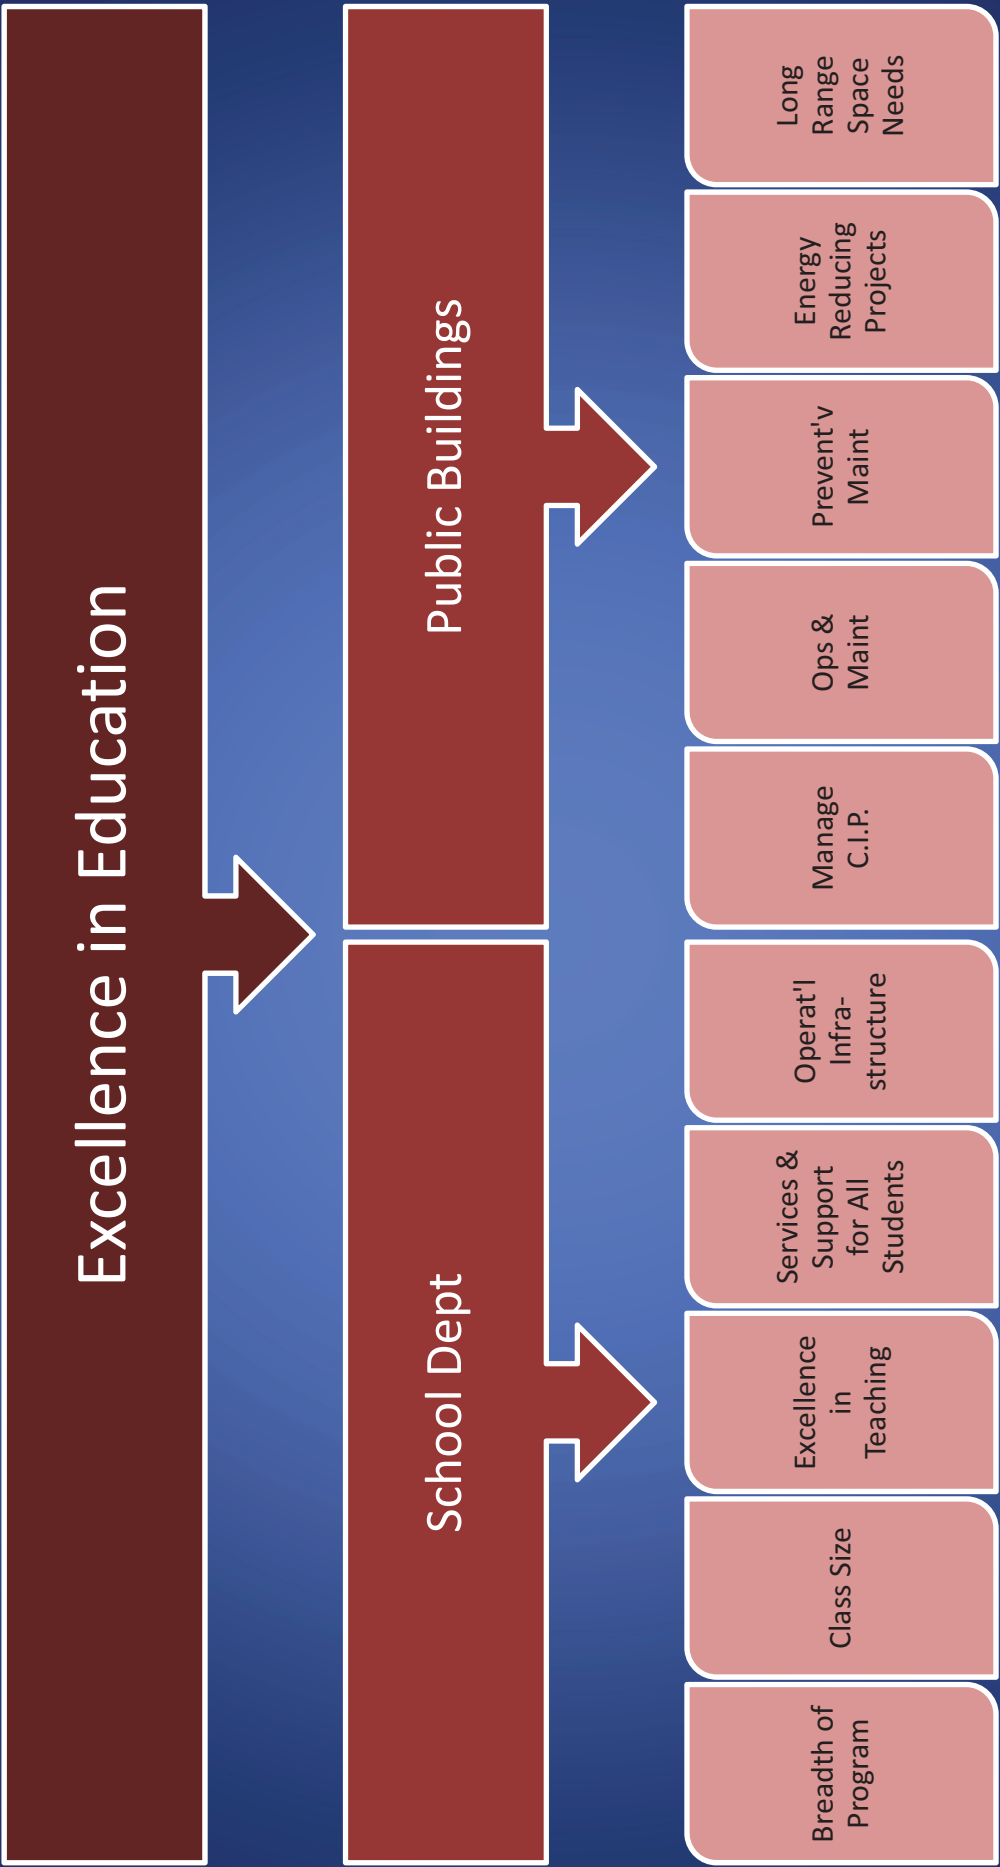 Excellence in Education
School Dept
Public Buildings
Breadth of
Program
Class Size
Excellence
in
Teaching
Services &
Support
for All
Students
Operat'l
Infra-
structure
Manage
C.I.P.
Ops &
Maint
Prevent'v
Maint
Energy
Reducing
Projects
Long
Range
Space
Needs